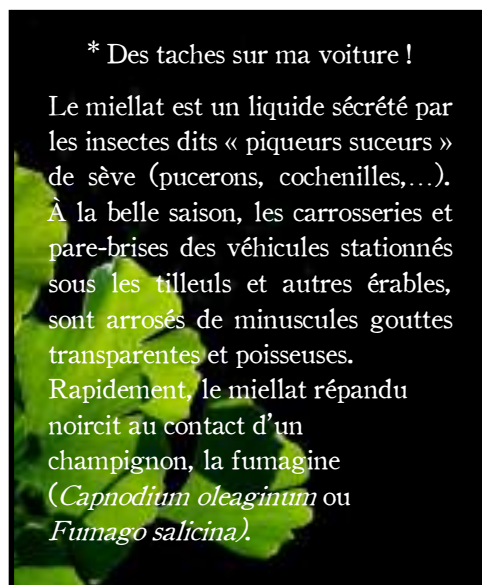 * Des taches sur ma voiture !
Le miellat est un liquide sécrété par
les insectes dits « piqueurs suceurs »
de sève (pucerons, cochenilles,…).
À la belle saison, les carrosseries et
pare-brises des véhicules stationnés
sous les tilleuls et autres érables,
sont arrosés de minuscules gouttes
transparentes et poisseuses.
Rapidement, le miellat répandu
noircit au contact d’un
champignon, la fumagine
(Capnodium oleaginum ou
Fumago salicina).